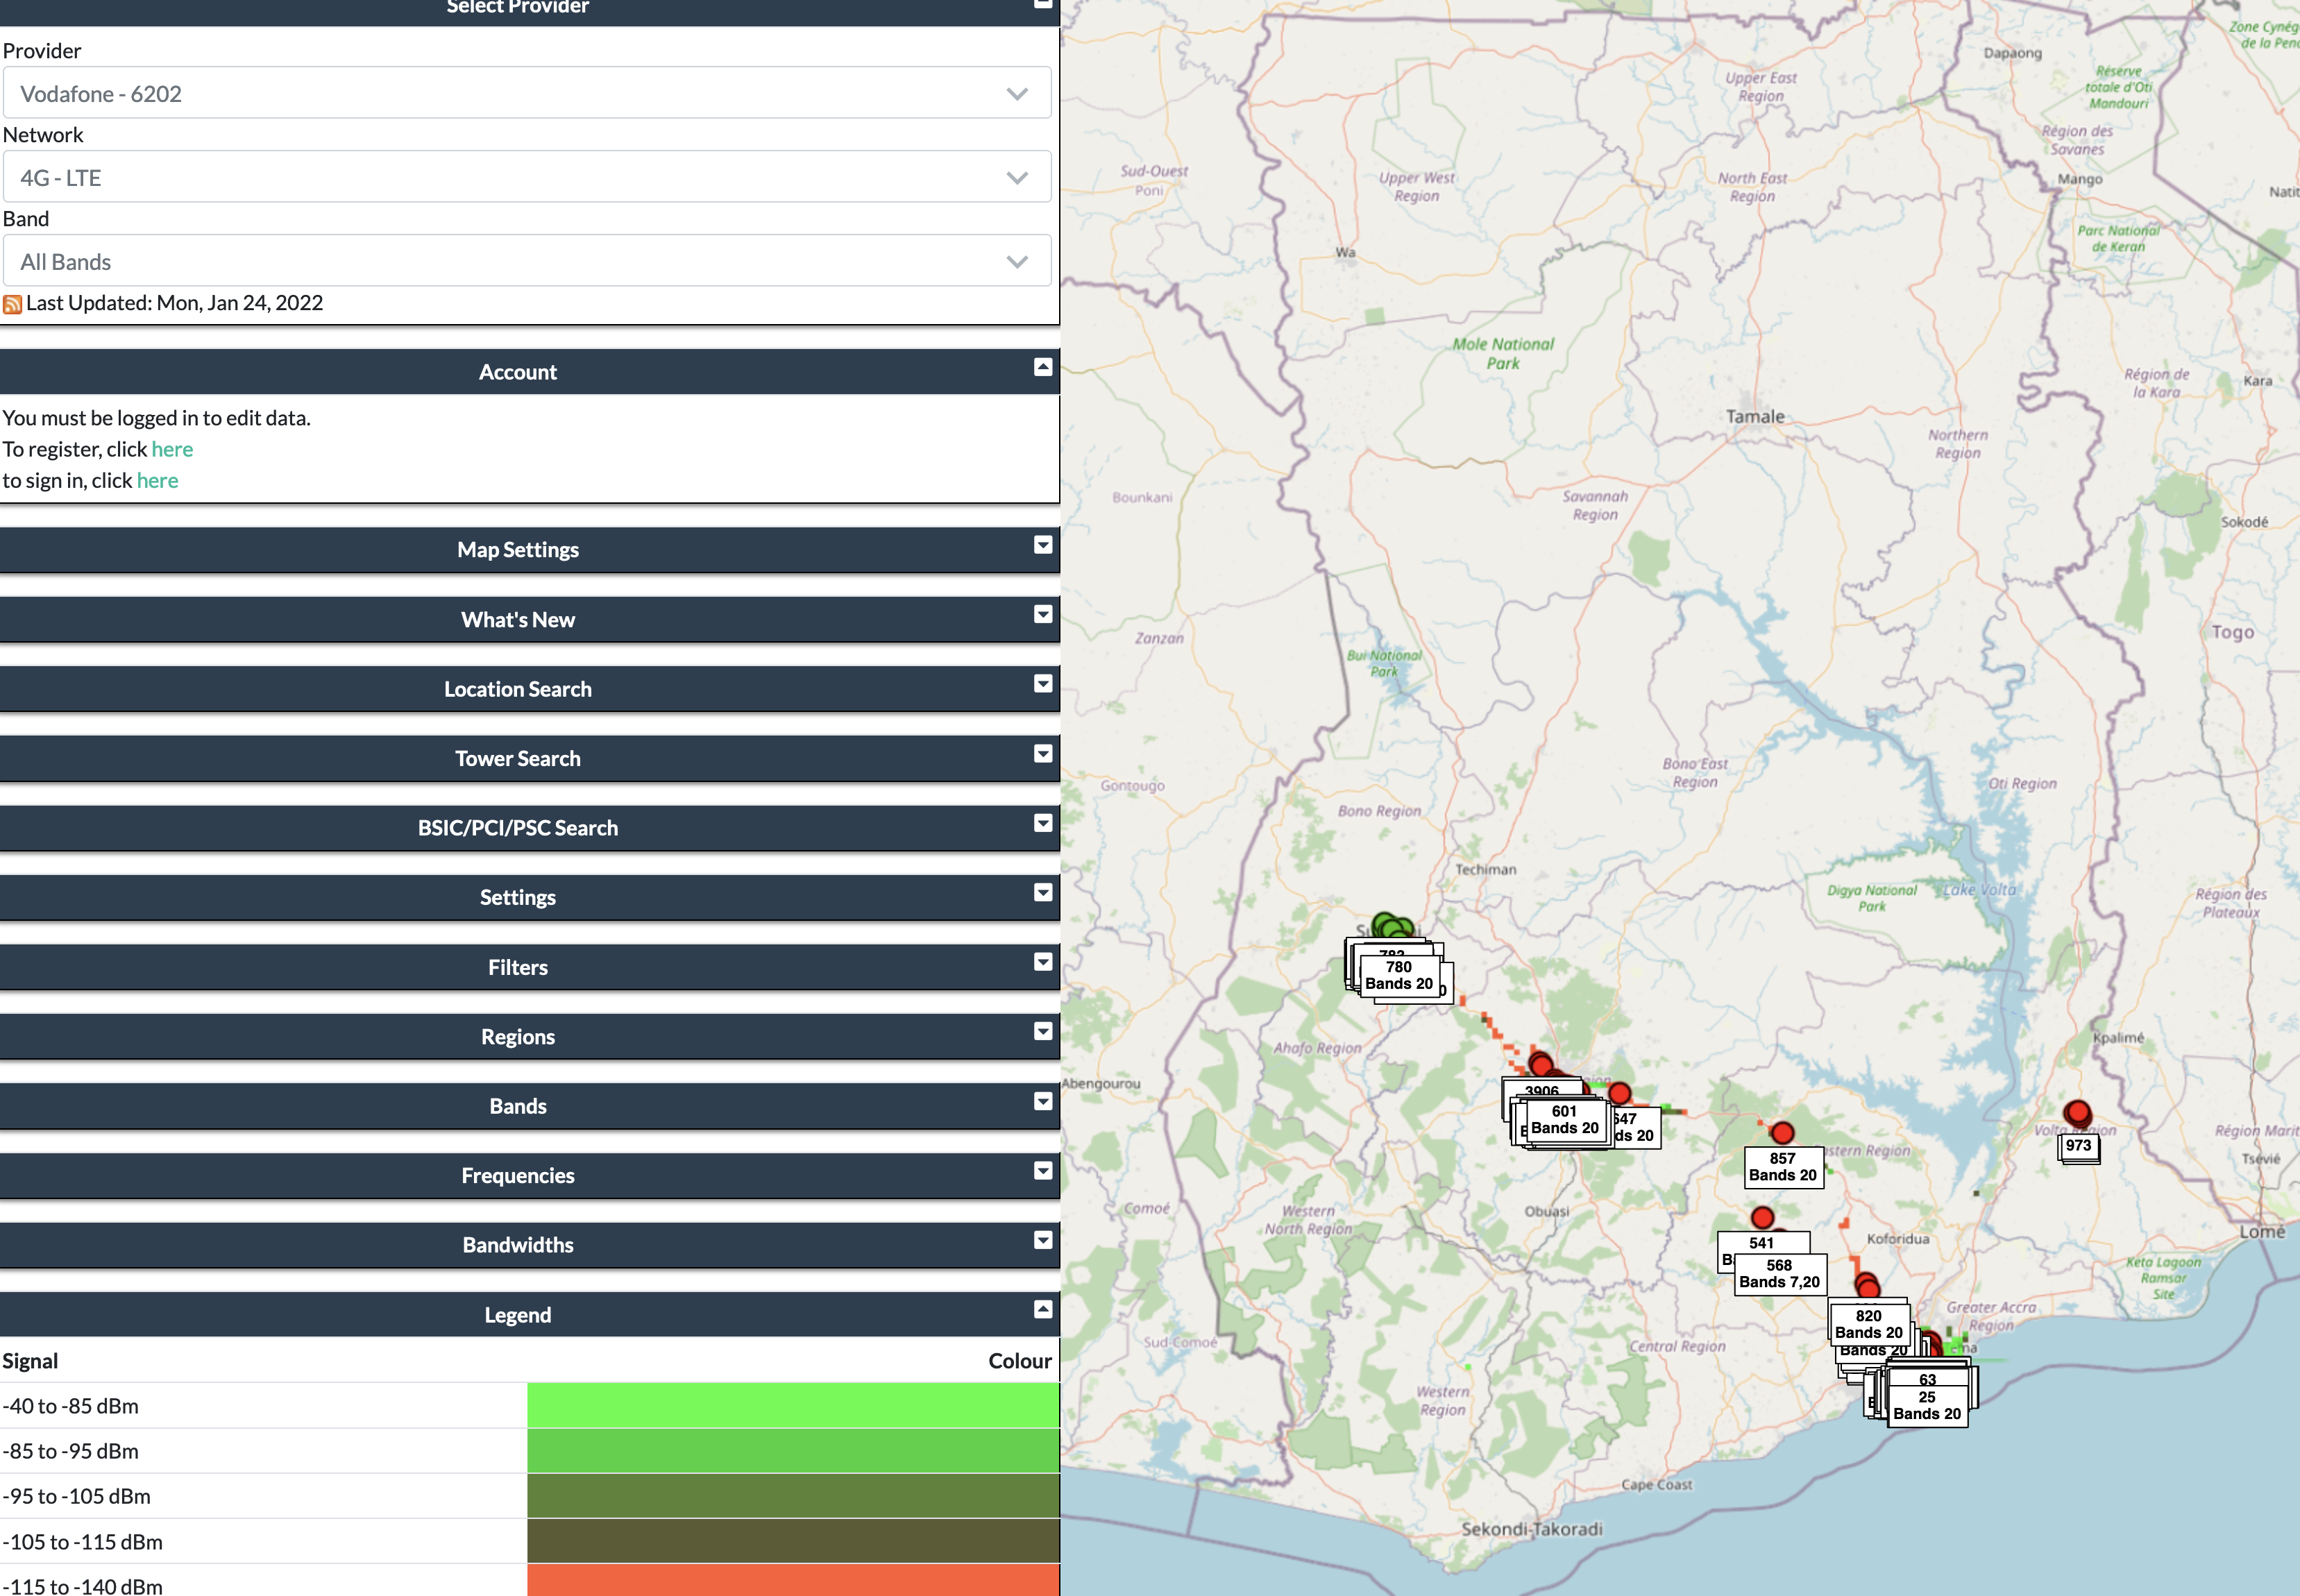 Select Provider
Provider
Vodafone - 6202
Network
4G - LTE
Band
All Bands
Last Updated: Mon, Jan 24, 2022
Account
You must be logged in to edit data.
To register, click here
to sign in, click here
Map Settings
What's New
Location Search
Tower Search
BSIC/PCI/PSC Search
Settings
Filters
Regions
Bands
Frequencies
Bandwidths
Legend
Signal Colour
-40 to -85 dBm
-85 to -95 dBm
-95 to -105 dBm
-105 to -115 dBm
-115 to -140 dBm
Zone Cynég
de la Pend
Dapaong
Upper East
Region
Réserve
totale d'Oti
Mandouri
Région des
Savanes
Sud-Ouest
Poni
Upper West
Region
North East
Region
Mango
Natit
Wa
Parc National
de Keran
Mole National
Park
Région de
la Kara
Kara
Tamale
Northern
Region
Bounkani
Savannah
Region
Sokodé
Zanzan
Togo
Bui National
Park
Gontougo
Bono East
Region
Oti Region
Bono Region
Techiman
Digya National
Park
Lake Volta
Région des
Plateaux
780
Bands 20
Ahafo Region
Kpalimé
Abengourou
3906
601
Bands 20
647
ds 20
857
Bands 20
stern Region
Volta Region
973
Région Marit
Tsévié
Comoé
Western
North Region
Obuasi
541
568
Bands 7,20
Koforidua
Lomé
Keta Lagoon
Ramsar
Site
Greater Accra
Region
820
Bands 20
Bands 20
ema
Sud-Comoé
Central Region
Western
Region
63
25
Bands 20
Cape Coast
Sekondi-Takoradi